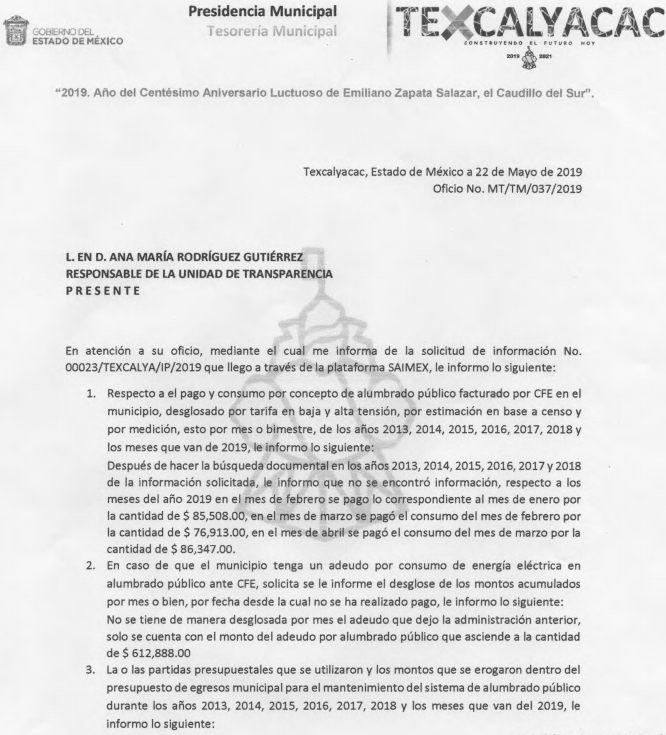 GOBIERNO DEL
ESTADO DE MÉXICO
Presidencia Municipal
Tesorería Municipal
TEXCALYACAC
CONSTRUYENDO EL FUTURO HOY
2019 2021
"2019. Año del Centésimo Aniversario Luctuoso de Emiliano Zapata Salazar, el Caudillo del Sur".
Texcalyacac, Estado de México a 22 de Mayo de 2019
Oficio No. MT/TM/037/2019
L. EN D. ANA MARÍA RODRÍGUEZ GUTIÉRREZ
RESPONSABLE DE LA UNIDAD DE TRANSPARENCIA
P R E S E N T E
En atención a su oficio, mediante el cual me informa de la solicitud de información No.
00023/TEXCALYA/IP/2019 que llego a través de la plataforma SAIMEX, le informo lo siguiente:
1. Respecto a el pago y consumo por concepto de alumbrado público facturado por CFE en el
municipio, desglosado por tarifa en baja y alta tensión, por estimación en base a censo y
por medición, esto por mes o bimestre, de los años 2013, 2014, 2015, 2016, 2017, 2018 y
los meses que van de 2019, le informo lo siguiente:
Después de hacer la búsqueda documental en los años 2013, 2014, 2015, 2016, 2017 y 2018
de la información solicitada, le informo que no se encontró información, respecto a los
meses del año 2019 en el mes de febrero se pago lo correspondiente al mes de enero por
la cantidad de $ 85,508.00, en el mes de marzo se pagó el consumo del mes de febrero por
la cantidad de $ 76,913.00, en el mes de abril se pagó el consumo del mes de marzo por la
cantidad de $ 86,347.00.
2. En caso de que el municipio tenga un adeudo por consumo de energía eléctrica en
alumbrado público ante CFE, solicita se le informe el desglose de los montos acumulados
por mes o bien, por fecha desde la cual no se ha realizado pago, le informo lo siguiente:
No se tiene de manera desglosada por mes el adeudo que dejo la administración anterior,
solo se cuenta con el monto del adeudo por alumbrado público que asciende a la cantidad
de $ 612,888.00
3. La o las partidas presupuestales que se utilizaron y los montos que se erogaron dentro del
presupuesto de egresos municipal para el mantenimiento del sistema de alumbrado público
durante los años 2013, 2014, 2015, 2016, 2017, 2018 y los meses que van del 2019, le
informo lo siguiente: